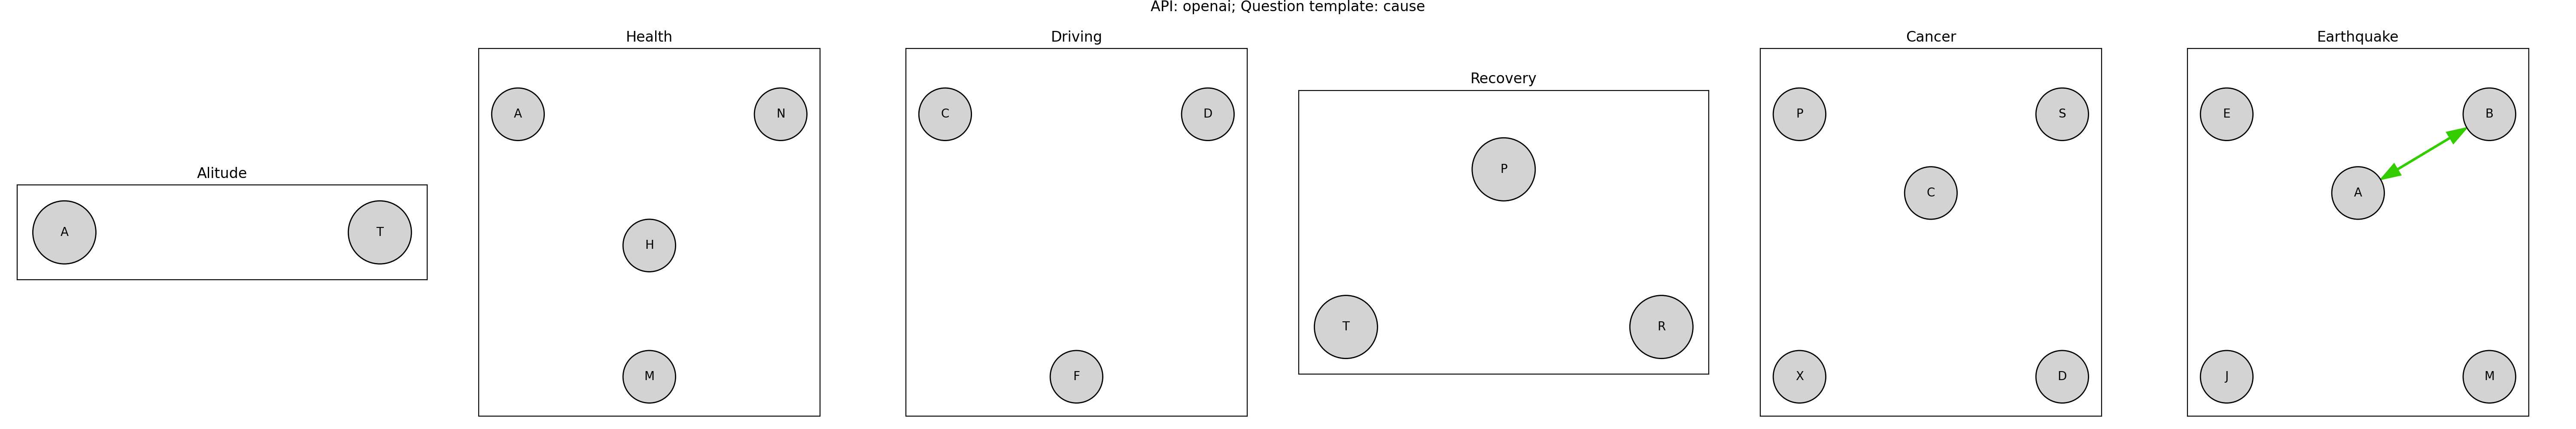 API: openai; Question template: cause
Alitude
A
T
Health
A
N
H
M
Driving
C
D
F
Recovery
P
T
R
Cancer
P
S
C
X
D
Earthquake
E
B
A
J
M